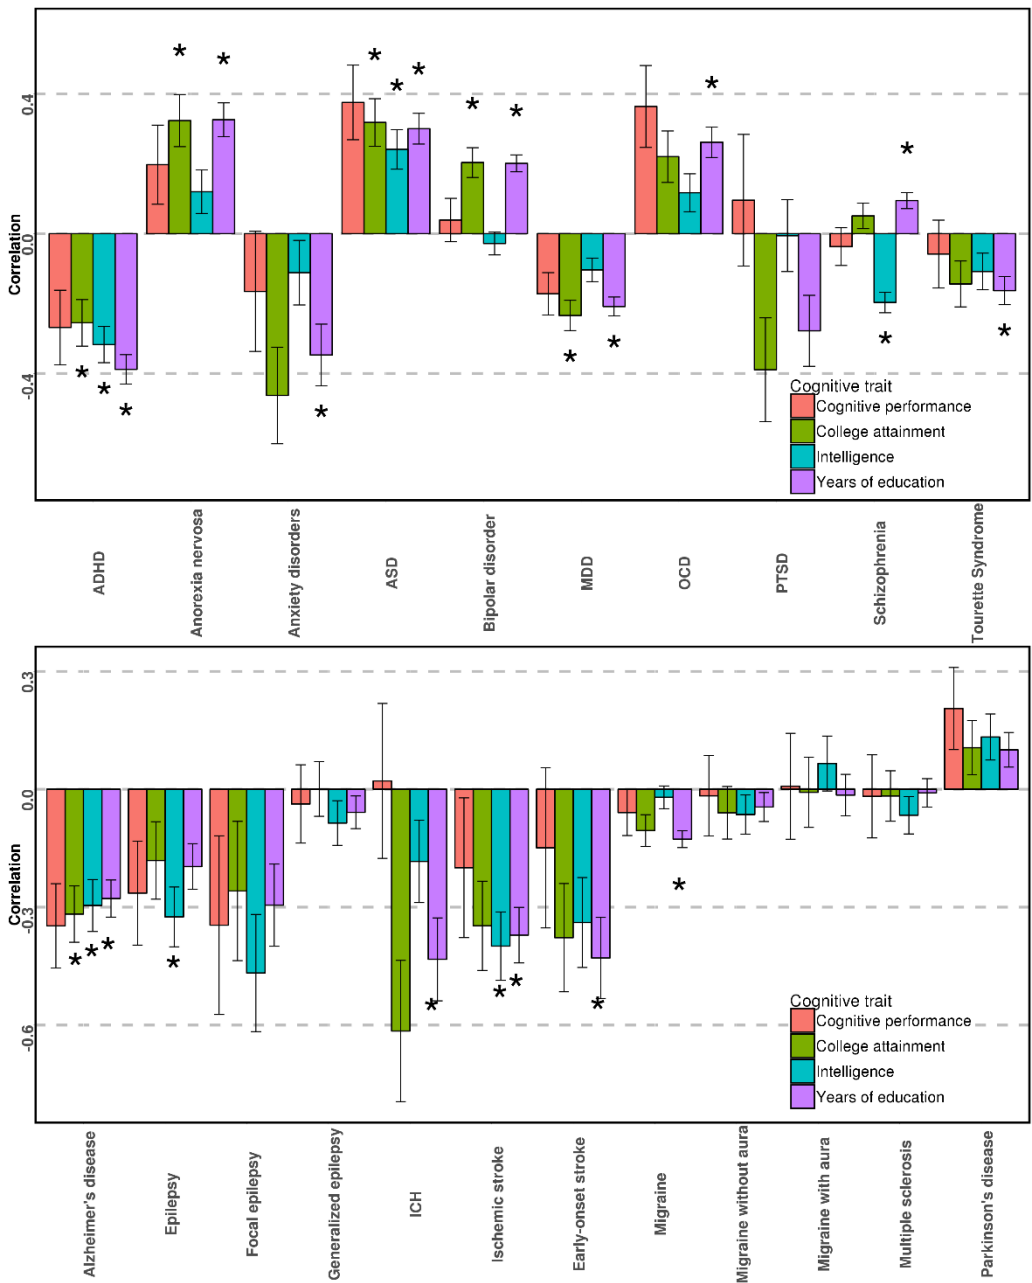 *
*
*
*
*
*
*
*
*
0.4
0.0
-0.4
Correlation
*
*
*
*
*
*
*
*
Cognitive trait
Cognitive performance
College attainment
Intelligence
Years of education
ADHD
Anorexia nervosa
Anxiety disorders
ASD
Bipolar disorder
MDD
OCD
PTSD
Schizophrenia
Tourette Syndrome
0.3
0.0
-0.3
-0.6
Correlation
*
*
*
*
*
*
*
*
*
Cognitive trait
Cognitive performance
College attainment
Intelligence
Years of education
Alzheimer's disease
Epilepsy
Focal epilepsy
Generalized epilepsy
ICH
Ischemic stroke
Early-onset stroke
Migraine
Migraine without aura
Migraine with aura
Multiple sclerosis
Parkinson's disease